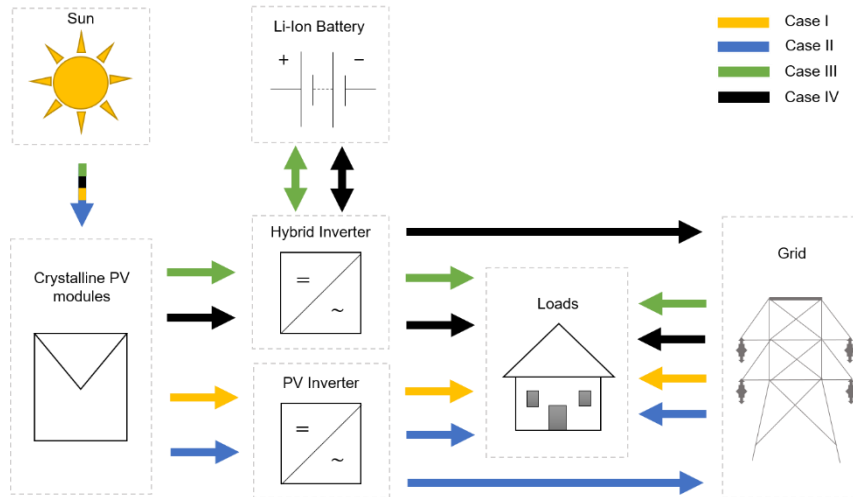 Sun
Li-Ion Battery
+ −
Case I
Case II
Case III
Case IV
Hybrid Inverter
=
~
Crystalline PV
modules
PV Inverter
=
~
Loads
Grid